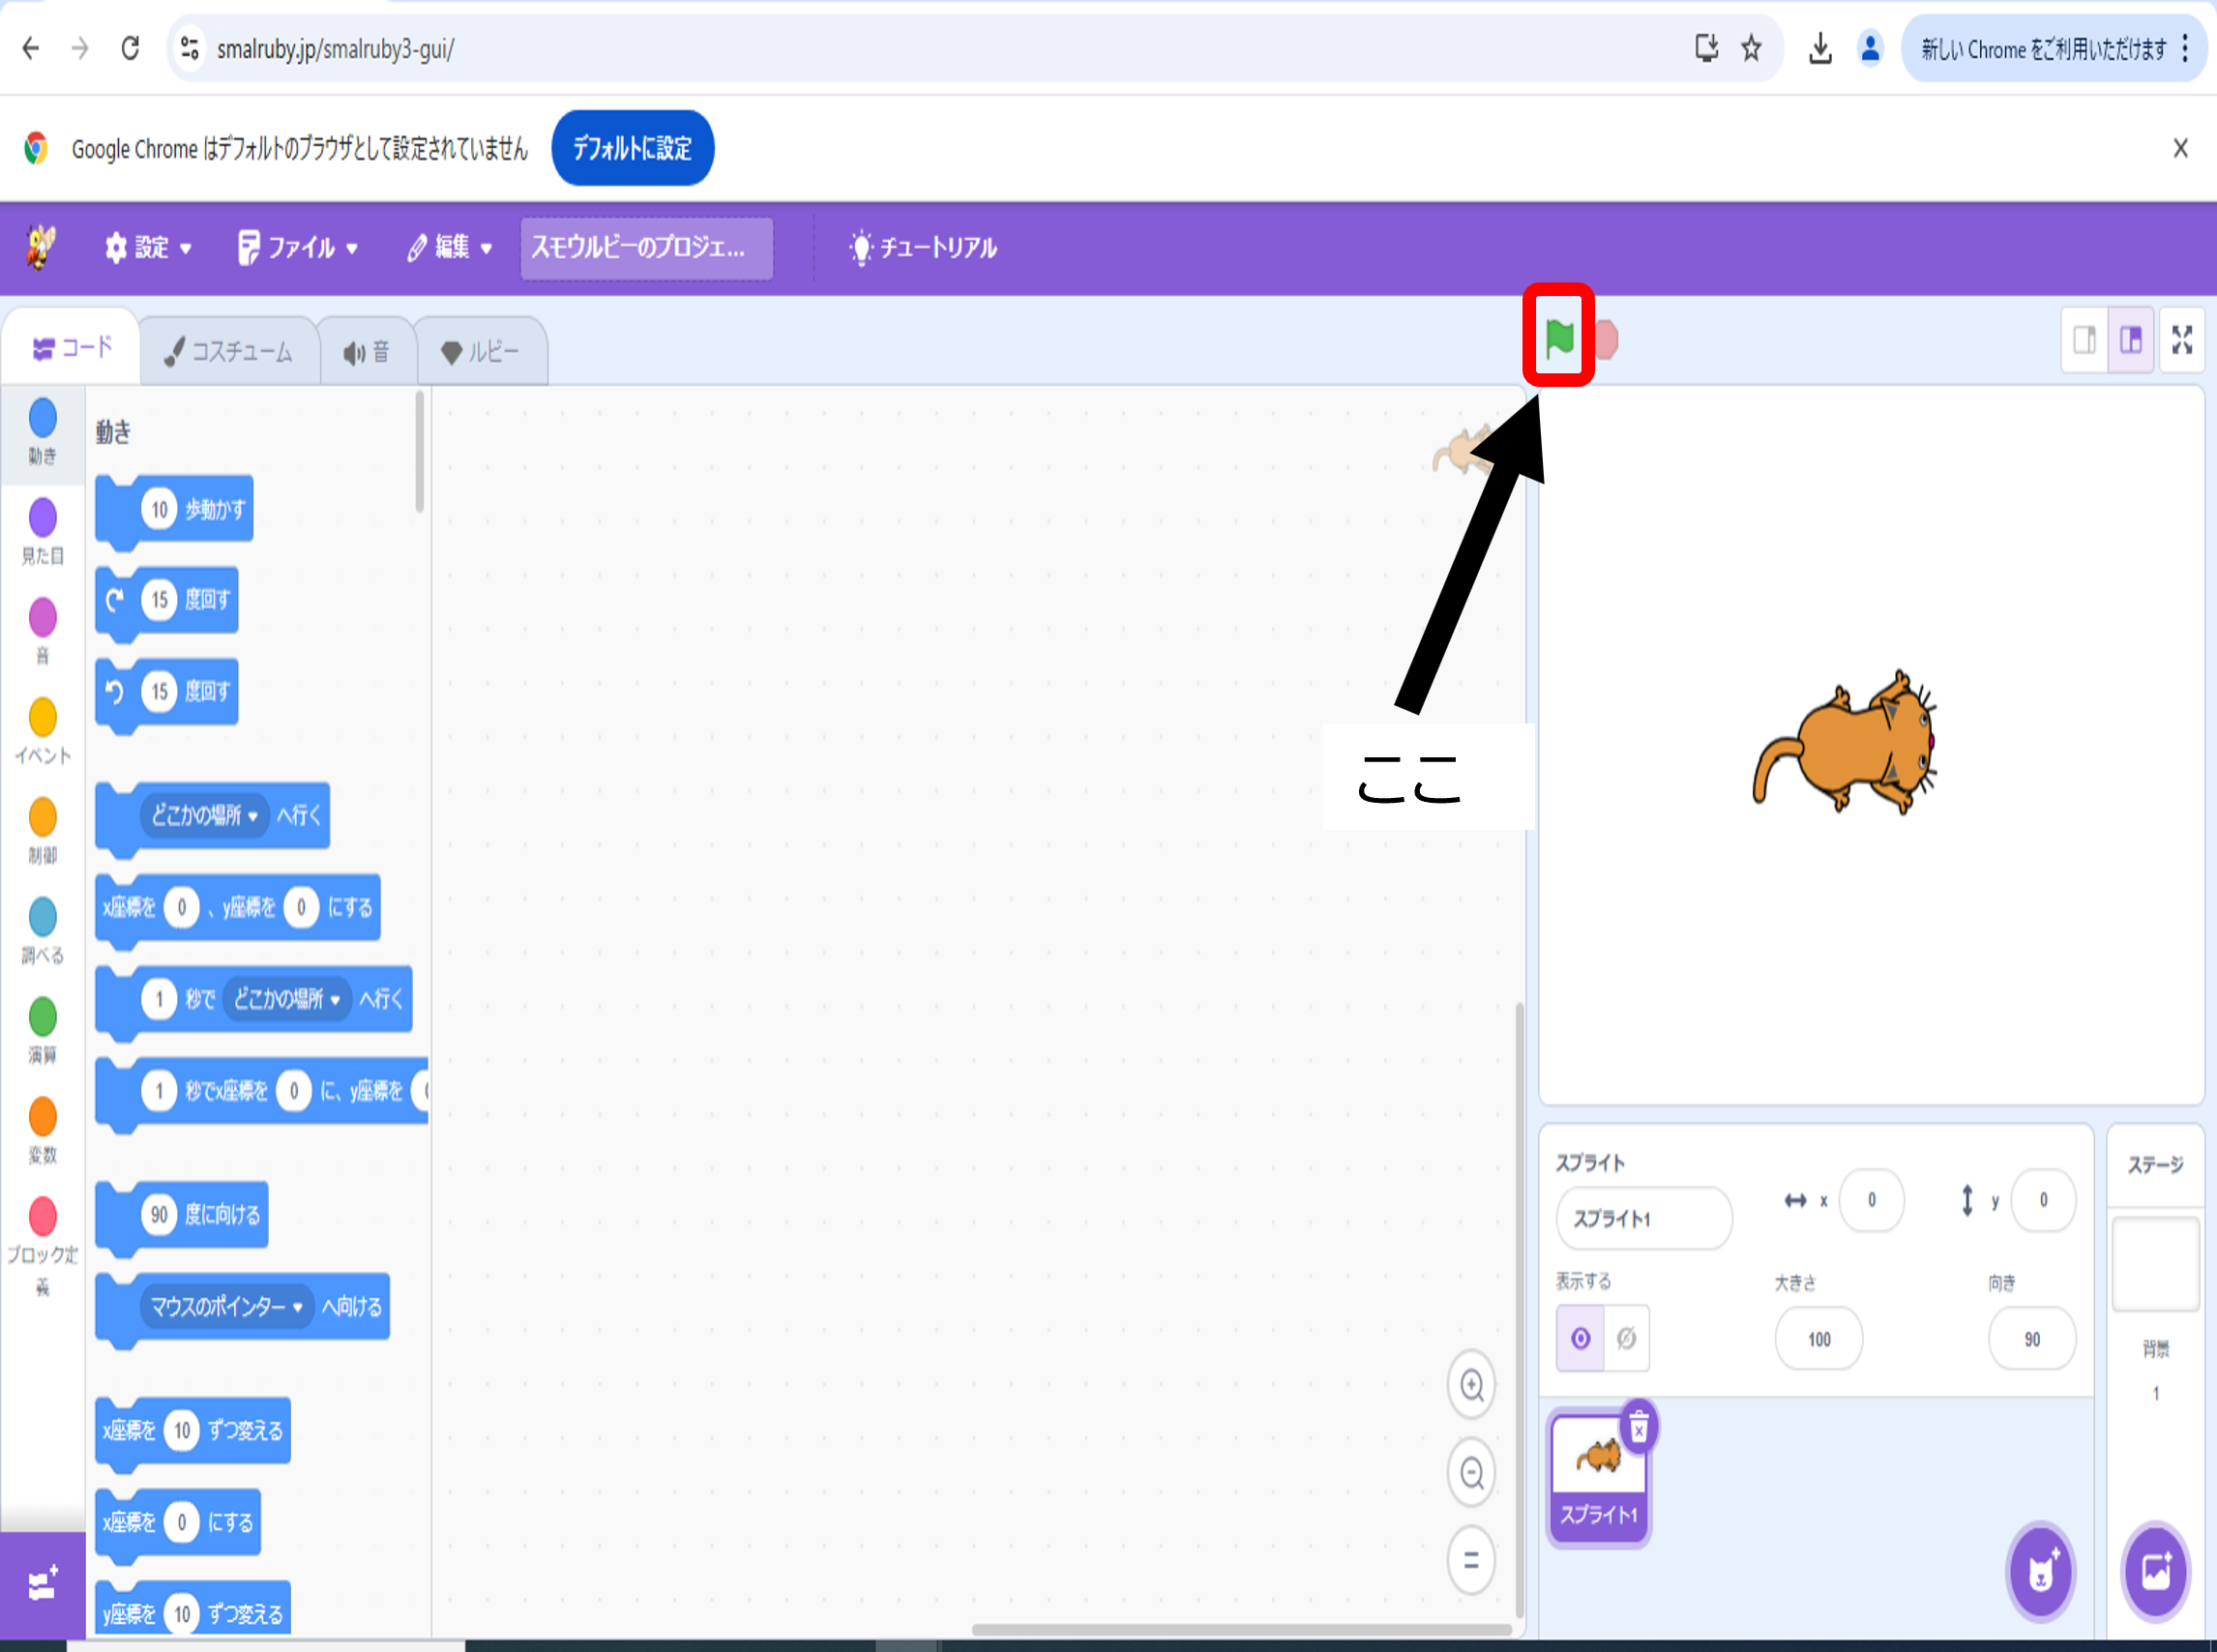 smalruby.jp/smalruby3-gui/
新しい Chrome をご利用いただけます
Google Chrome はデフォルトのブラウザとして設定されていません
デフォルトに設定
設定
ファイル
編集
スモウルビーのプロジェ...
チュートリアル
コード
コスチューム
音
ルビー
動き
見た目
音
イベント
制御
調べる
演算
変数
ブロック定
義
動き
10 歩動かす
15 度回す
15 度回す
どこかの場所 へ行く
x座標を 0 、y座標を 0 にする
1 秒で どこかの場所 へ行く
1 秒でx座標を 0 に、y座標を
90 度に向ける
マウスのポインター へ向ける
x座標を 10 ずつ変える
x座標を 0 にする
y座標を 10 ずつ変える
ここ
スプライト
スプライト1
x 0
y 0
表示する
大きさ
100
向き
90
スプライト1
ステージ
背景
1